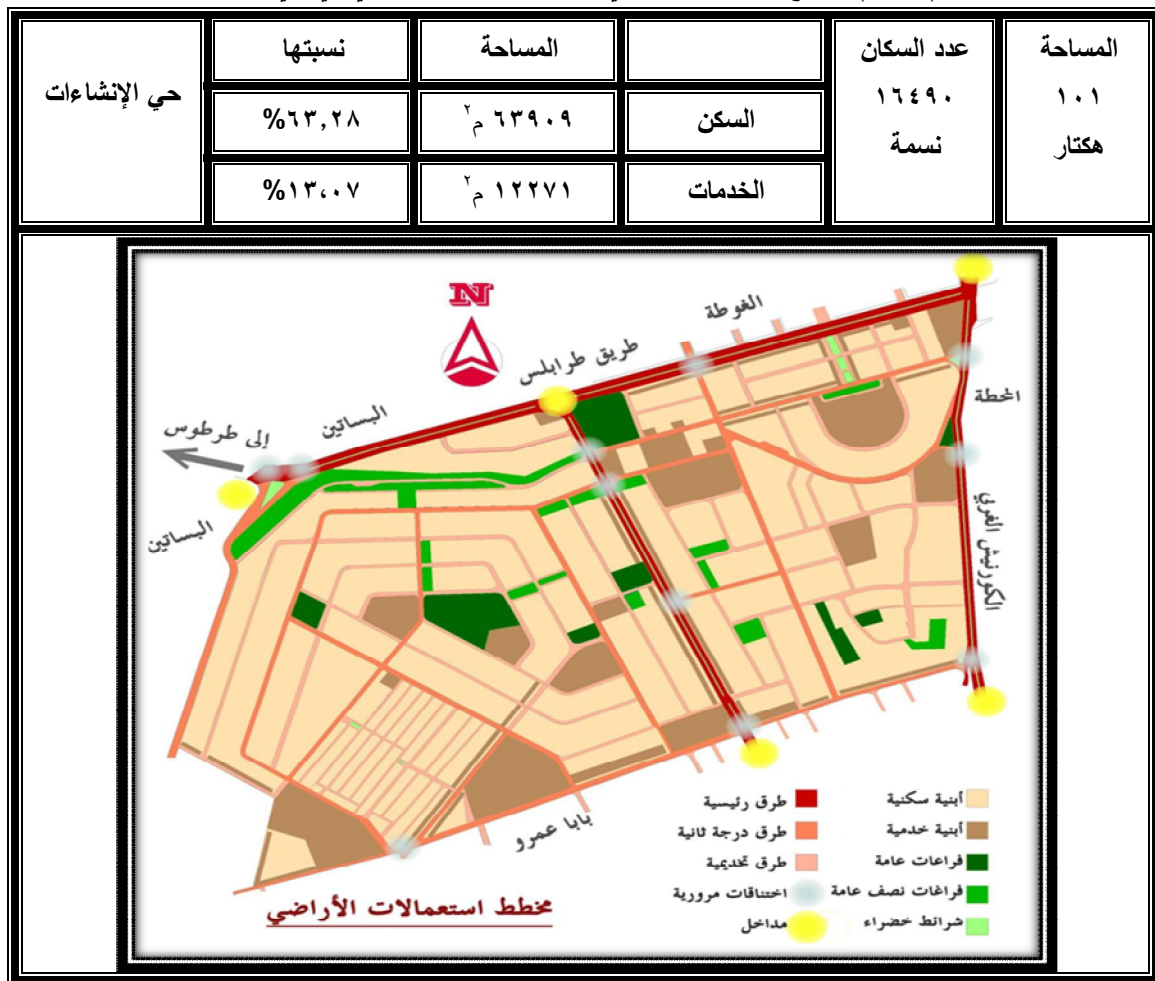 المساحة
١٠١
هكتار
عدد السكان
١٦٤٩٠
نسمة
المساحة
نسبتها
حي الإنشاءات
السكن
٦٣٩٠٩ م٢
%٦٣,٢٨
الخدمات
١٢٢٧١ م٢
%١٣،٠٧
N
الغوطة
طريق طرابلس
البساتين
إلى طرطوس
البساتين
المحطة
الكورنيش الغربي
بابا عمرو
أبنية سكنية
طرق رئيسية
أبنية خدمية
طرق درجة ثانية
فراعات عامة
طرق تخديمية
فراغات نصف عامة
اختناقات مرورية
شرائط خضراء
مداخل
مخطط استعمالات الأراضي